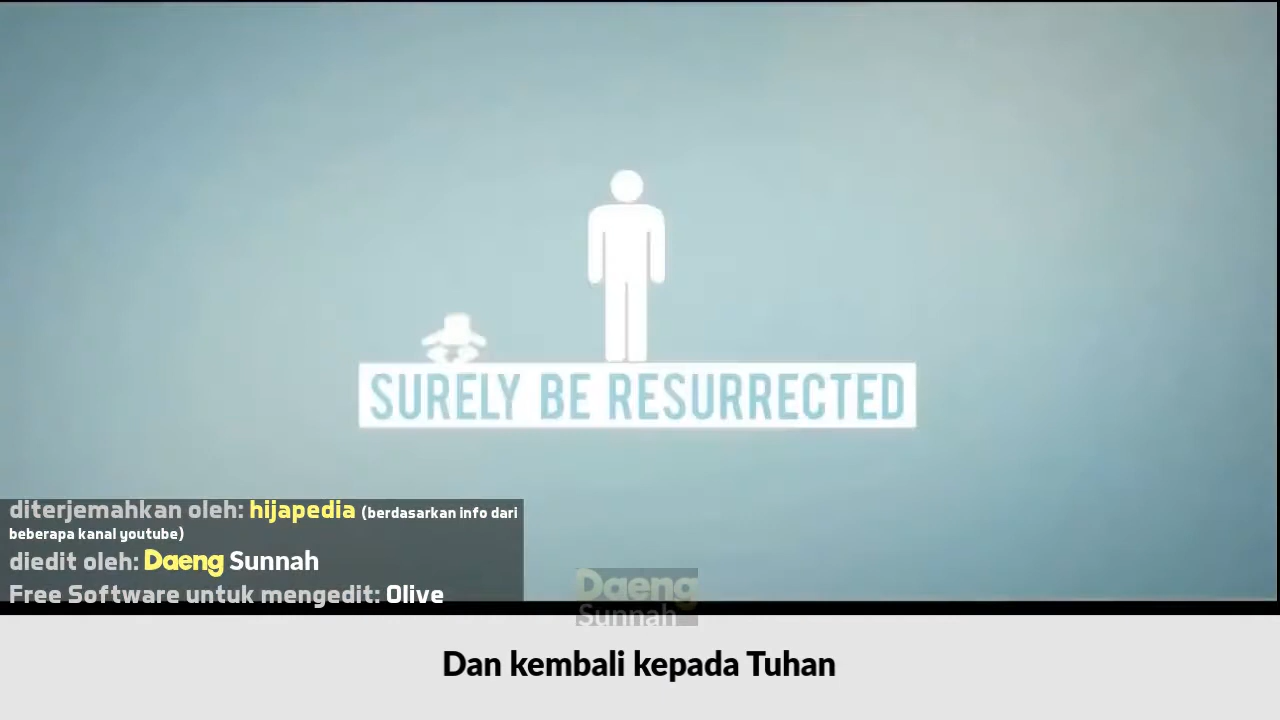 SURELY BE RESURRECTED
diterjemahkan oleh: hijapedia (berdasarkan info dari
beberapa kanal youtube)
diedit oleh: Daeng Sunnah
Free Software untuk mengedit: Olive
Daeng
Sunnah
Dan kembali kepada Tuhan